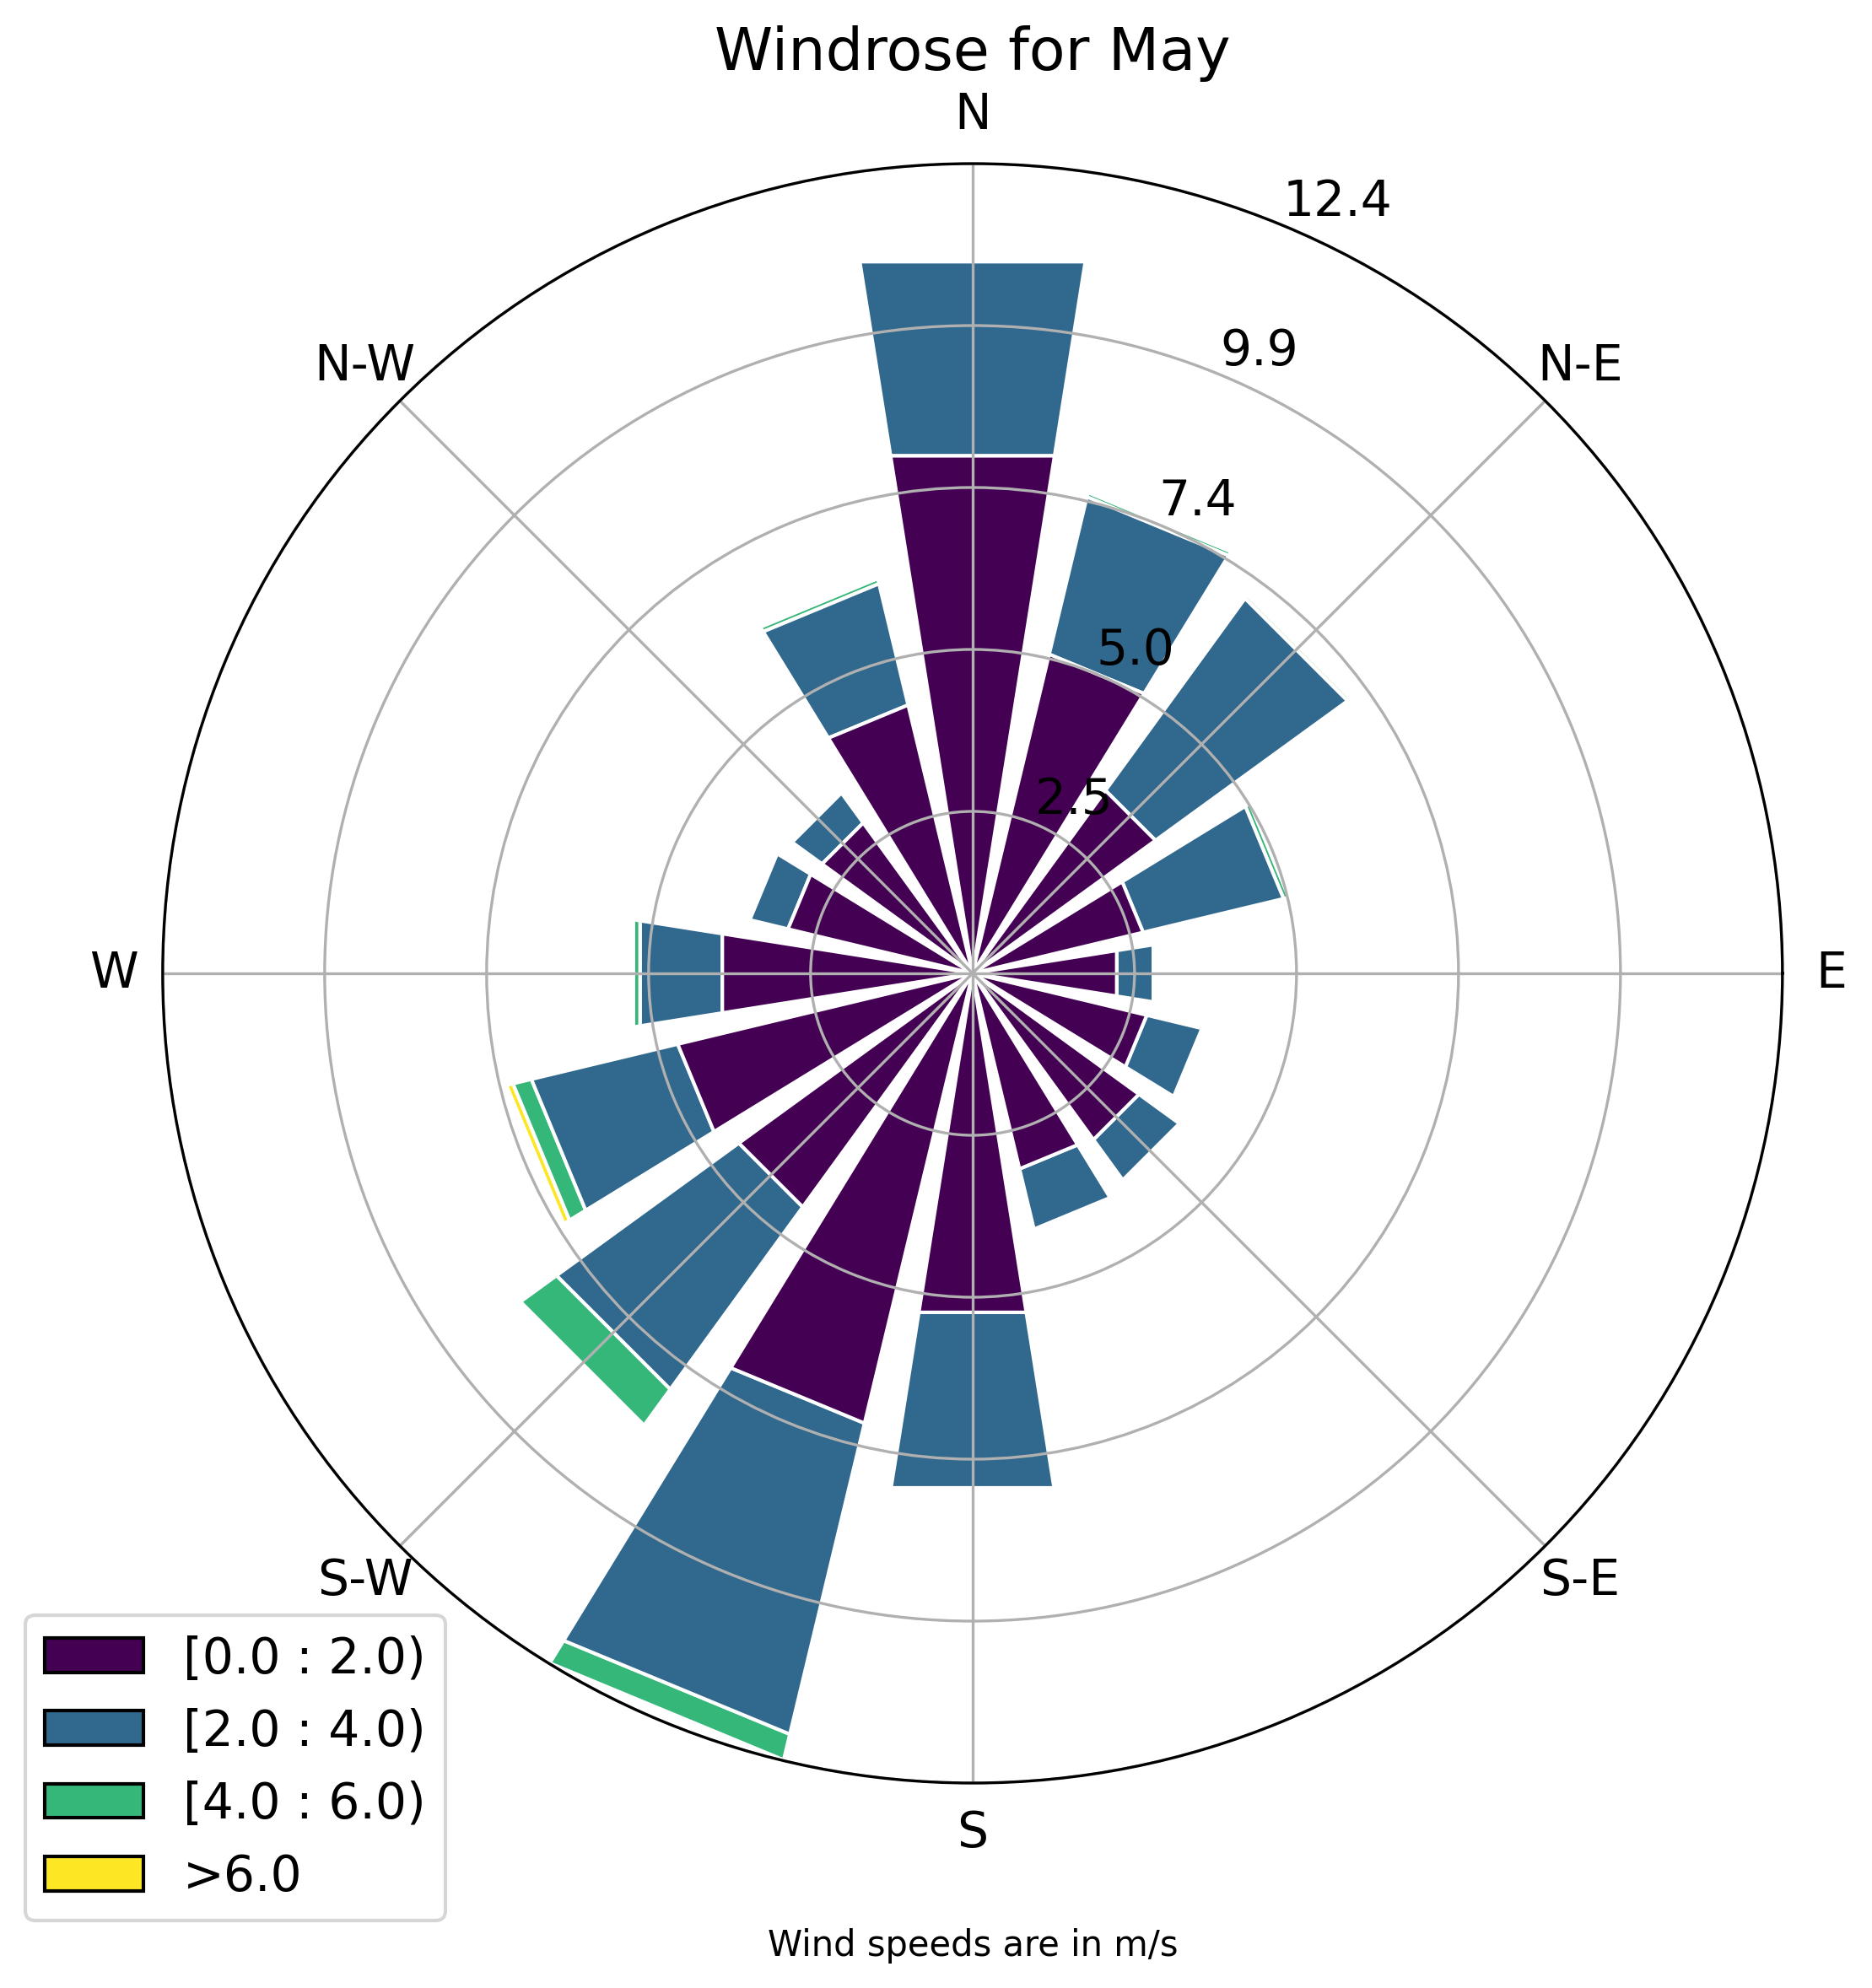 Windrose for May
N
12.4
9.9
N-W
N-E
7.4
5.0
2.5
W
E
S-W
S-E
[0.0 : 2.0)
[2.0 : 4.0)
[4.0 : 6.0)
>6.0
S
Wind speeds are in m/s